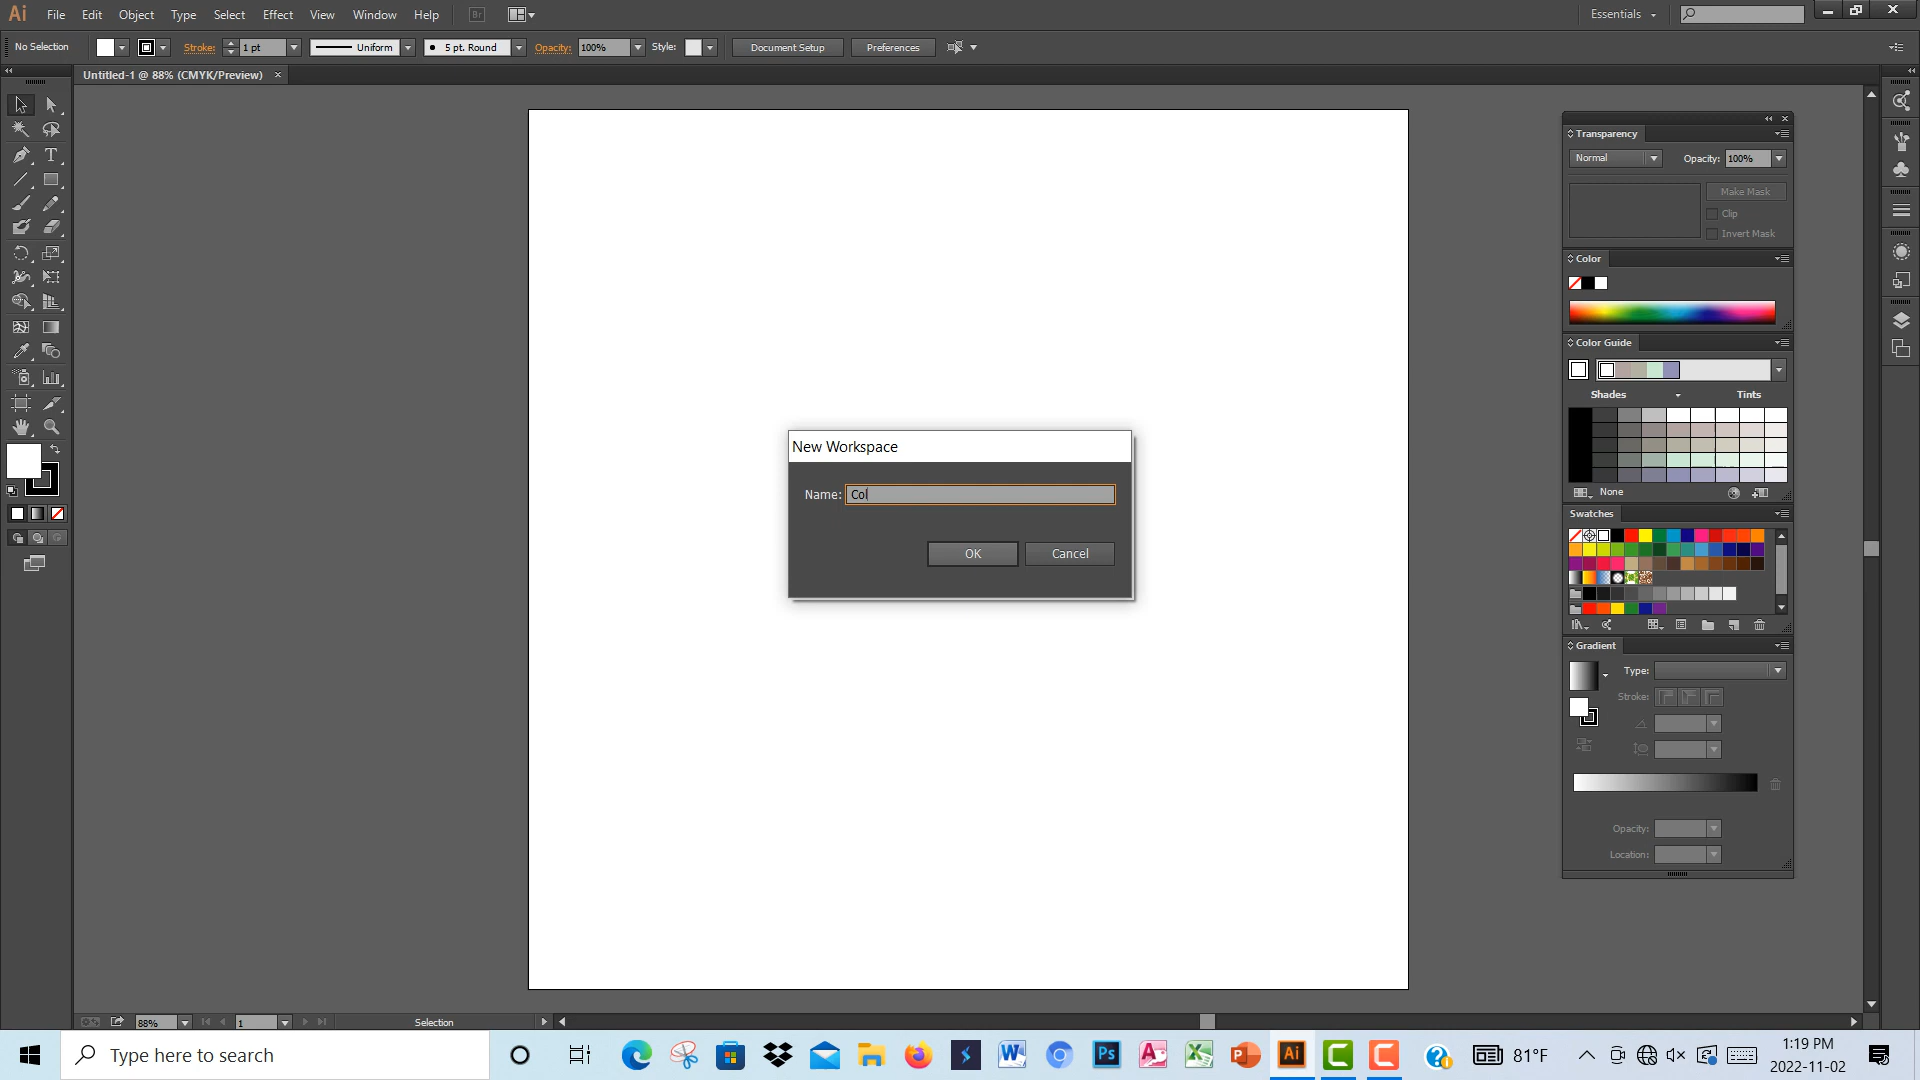 Ai File Edit Object Type Select Effect View Window Help Br Essentials
No Selection Stroke: 1 pt Uniform 5 pt. Round Opacity: 100% Style: Document Setup Preferences
Untitled-1 @ 88% (CMYK/Preview)
Transparency
Normal Opacity: 100%
Make Mask
Clip
Invert Mask
Color
Color Guide
Shades Tints
None
Swatches
Gradient
Type:
Stroke:
Opacity:
Location:
New Workspace
Name: Col
OK Cancel
88% 1 Selection
Type here to search
81°F
1:19 PM
2022-11-02